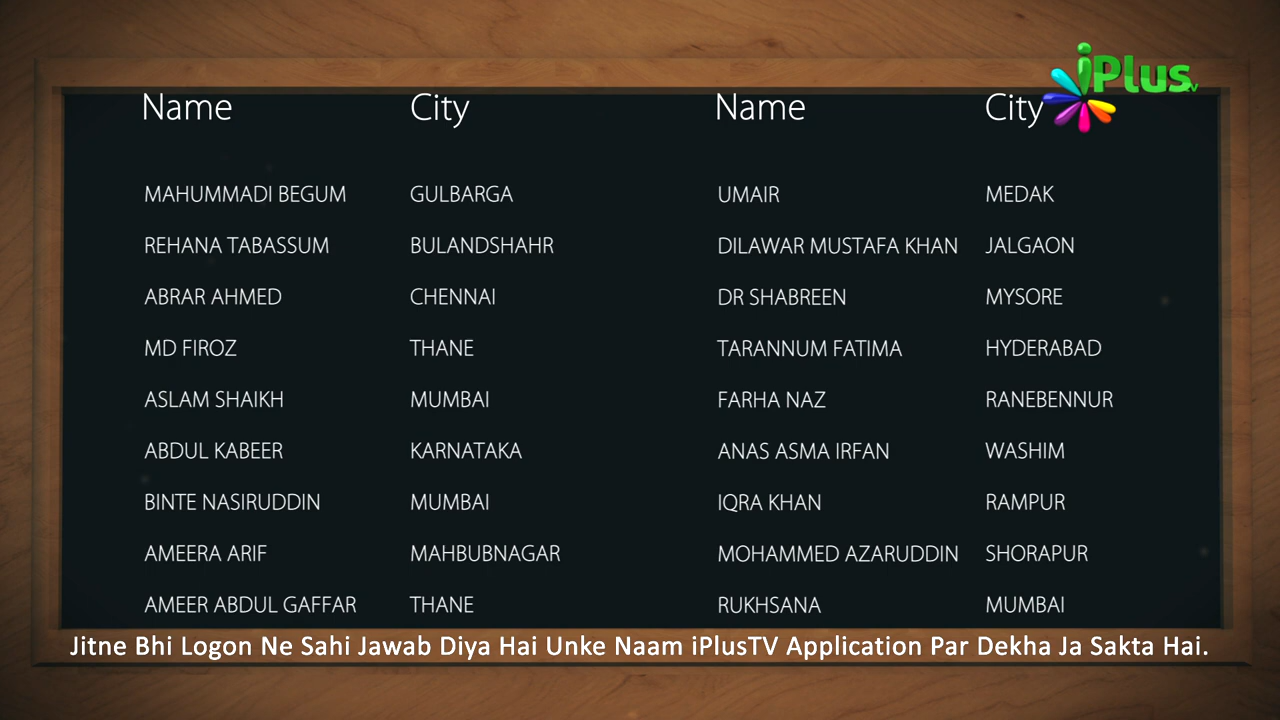 iPlus TV
Name City Name City
MAHUMMADI BEGUM GULBARGA UMAIR MEDAK
REHANA TABASSUM BULANDSHAHR DILAWAR MUSTAFA KHAN JALGAON
ABRAR AHMED CHENNAI DR SHABREEN MYSORE
MD FIROZ THANE TARANNUM FATIMA HYDERABAD
ASLAM SHAIKH MUMBAI FARHA NAZ RANEBENNUR
ABDUL KABEER KARNATAKA ANAS ASMA IRFAN WASHIM
BINTE NASIRUDDIN MUMBAI IQRA KHAN RAMPUR
AMEERA ARIF MAHBUBNAGAR MOHAMMED AZARUDDIN SHORAPUR
AMEER ABDUL GAFFAR THANE RUKHSANA MUMBAI
Jitne Bhi Logon Ne Sahi Jawab Diya Hai Unke Naam iPlusTV Application Par Dekha Ja Sakta Hai.